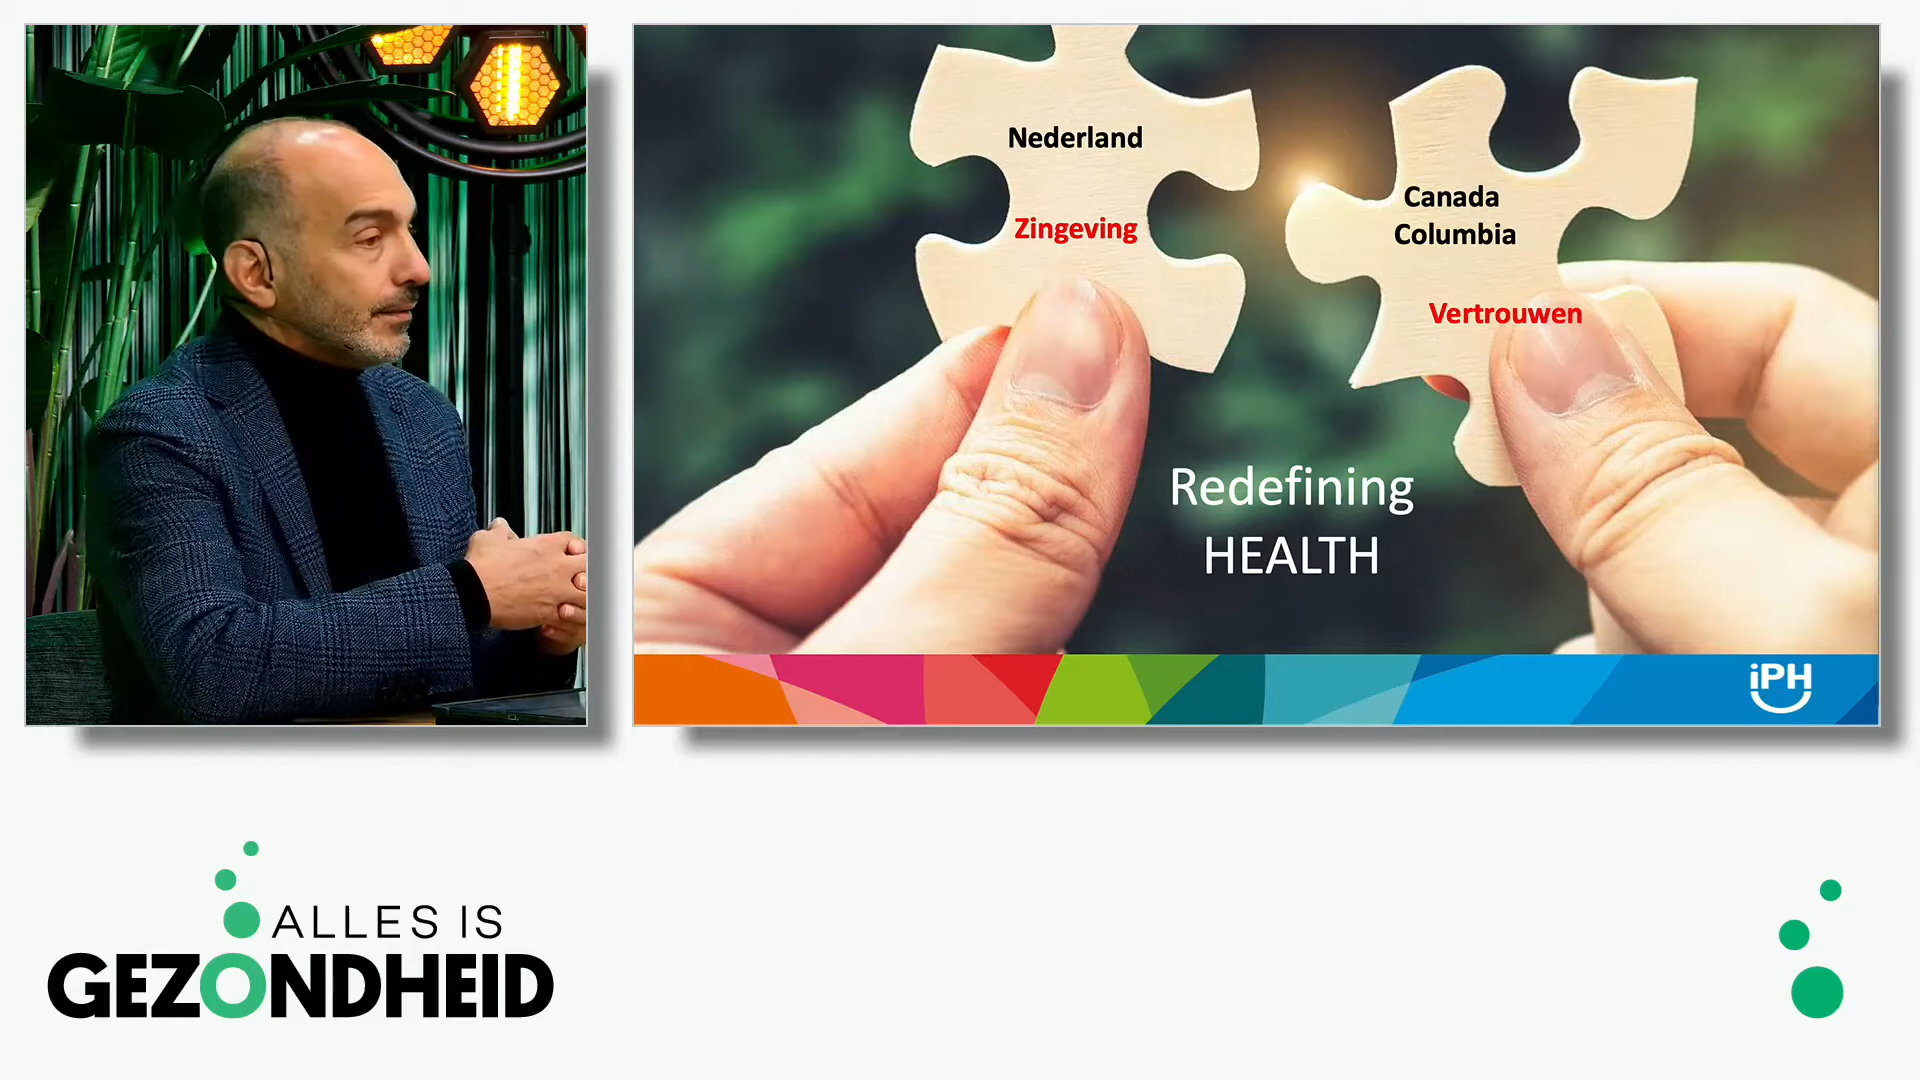 Nederland
Zingeving
Canada
Columbia
Vertrouwen
Redefining
HEALTH
iPH
ALLES IS
GEZONDHEID